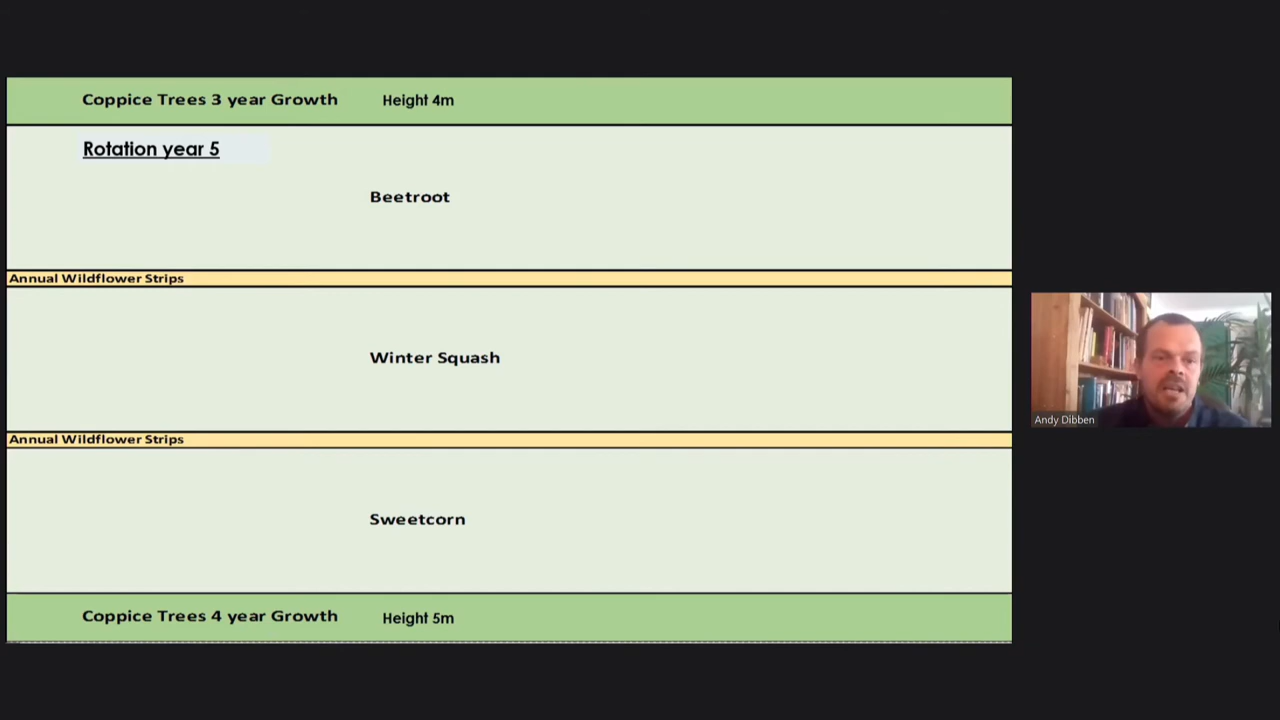 Coppice Trees 3 year Growth Height 4m
Rotation year 5
Beetroot
Annual Wildflower Strips
Winter Squash
Annual Wildflower Strips
Sweetcorn
Coppice Trees 4 year Growth Height 5m
Andy Dibben